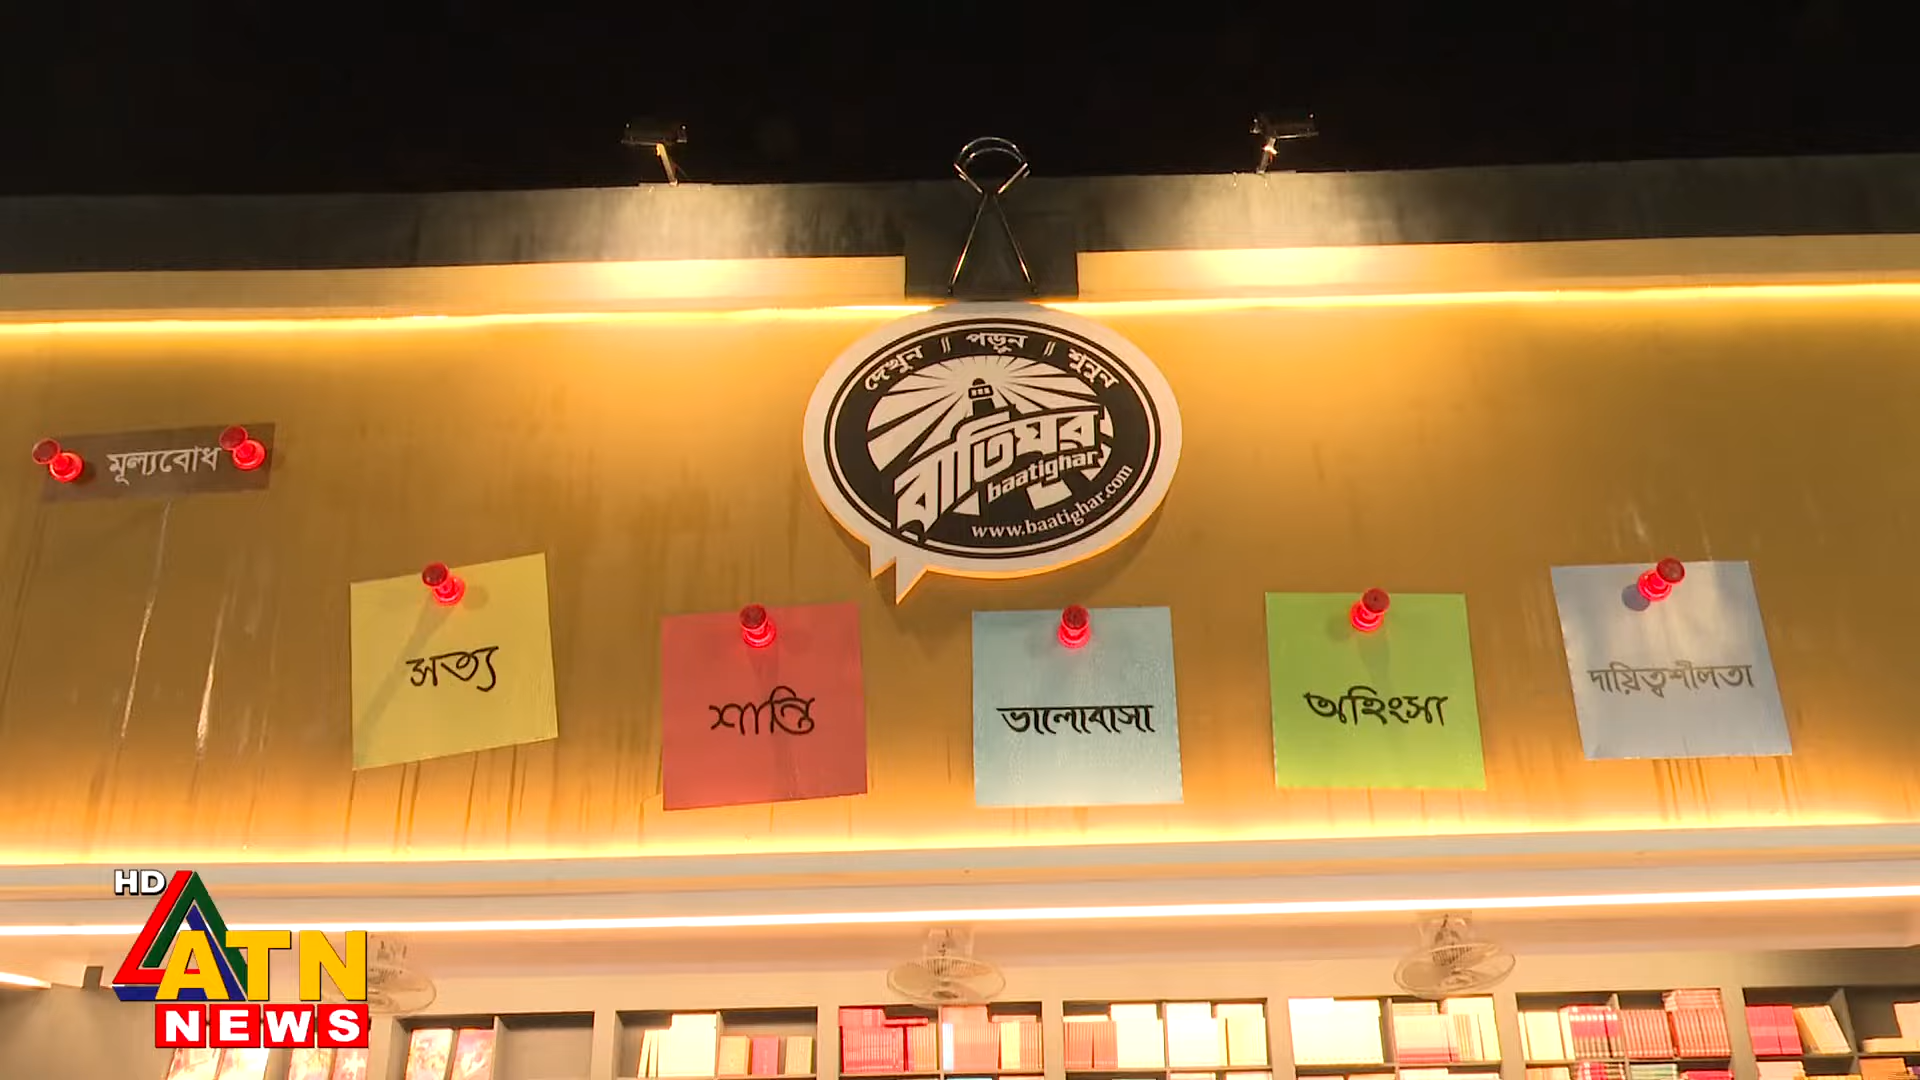 দেখুন || পড়ুন || শুনুন
বাতিঘর
baatighar
www.baatighar.com
মূল্যবোধ
সত্য
শান্তি
ভালোবাসা
অহিংসা
দায়িত্বশীলতা
HD
ATN
NEWS